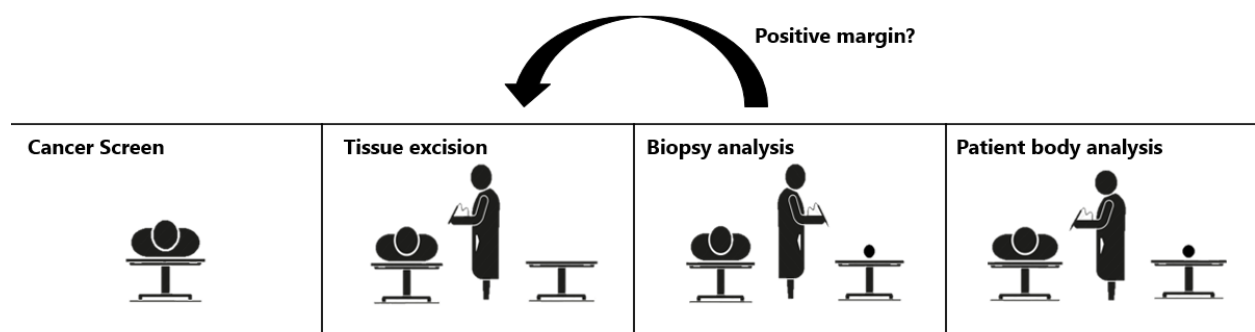 Positive margin?
Cancer Screen
Tissue excision
Biopsy analysis
Patient body analysis